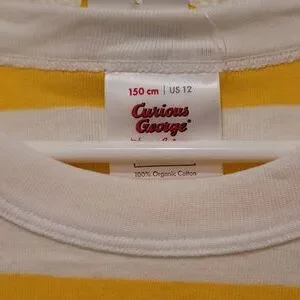 150 cm | US 12
Curious
George
100% Organic Cotton